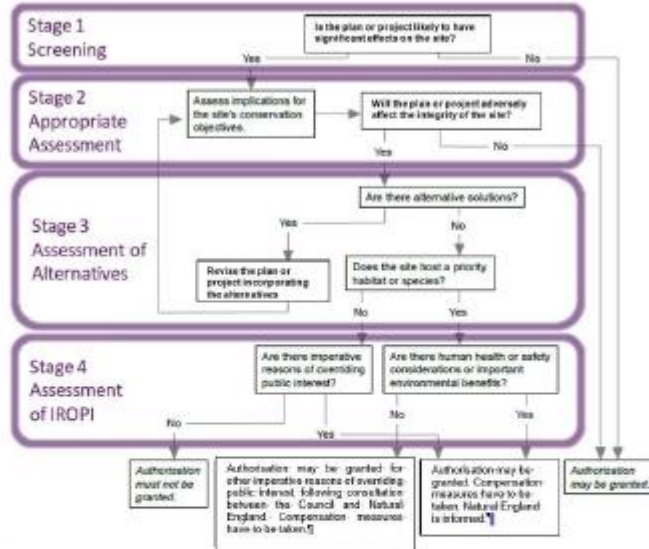 Stage 1
Screening
Is the plan or project likely to have
significant effects on the site?
Yes
No
Stage 2
Appropriate
Assessment
Assess implications for
the site's conservation
objectives.
Will the plan or project adversely
affect the integrity of the site?
Yes
No
Stage 3
Assessment of
Alternatives
Are there alternative solutions?
Yes
No
Revise the plan or
project incorporating
the alternatives
Does the site host a priority
habitat or species?
No
Yes
Stage 4
Assessment
of IROPI
Are there imperative
reasons of overriding
public interest?
Are there human health or safety
considerations or important
environmental benefits?
No
Yes
No
Yes
Authorisation
must not be
granted.
Authorisation may be granted for
other imperative reasons of overriding
public interest, following consultation
between the Council and Natural
England. Compensation measures
have to be taken.¶
Authorisation may be
granted. Compensation
measures have to be
taken. Natural England
is informed.¶
Authorisation
may be granted.